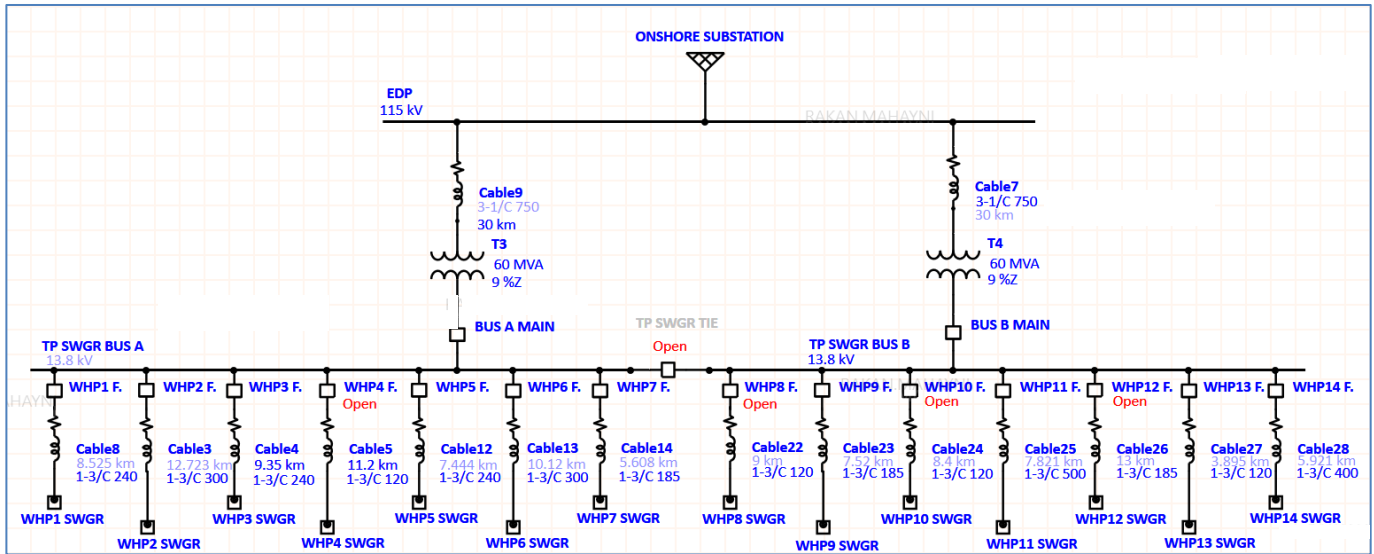 ONSHORE SUBSTATION
EDP
115 kV
RAKAN MAHAYNI
Cable9
3-1/C 750
30 km
T3
60 MVA
9 %Z
BUS A MAIN
Cable7
3-1/C 750
30 km
T4
60 MVA
9 %Z
BUS B MAIN
TP SWGR TIE
Open
TP SWGR BUS A
13.8 kV
TP SWGR BUS B
13.8 kV
WHP1 F.
WHP2 F.
WHP3 F.
WHP4 F.
Open
WHP5 F.
WHP6 F.
WHP7 F.
WHP8 F.
Open
WHP9 F.
WHP10 F.
Open
WHP11 F.
WHP12 F.
Open
WHP13 F.
WHP14 F.
Cable8
8.525 km
1-3/C 240
Cable3
12.723 km
1-3/C 300
Cable4
9.35 km
1-3/C 240
Cable5
11.2 km
1-3/C 120
Cable12
7.444 km
1-3/C 240
Cable13
10.12 km
1-3/C 300
Cable14
5.608 km
1-3/C 185
Cable22
9 km
1-3/C 120
Cable23
7.52 km
1-3/C 185
Cable24
8.4 km
1-3/C 120
Cable25
7.821 km
1-3/C 500
Cable26
13 km
1-3/C 185
Cable27
3.895 km
1-3/C 120
Cable28
5.921 km
1-3/C 400
WHP1 SWGR
WHP2 SWGR
WHP3 SWGR
WHP4 SWGR
WHP5 SWGR
WHP6 SWGR
WHP7 SWGR
WHP8 SWGR
WHP9 SWGR
WHP10 SWGR
WHP11 SWGR
WHP12 SWGR
WHP13 SWGR
WHP14 SWGR